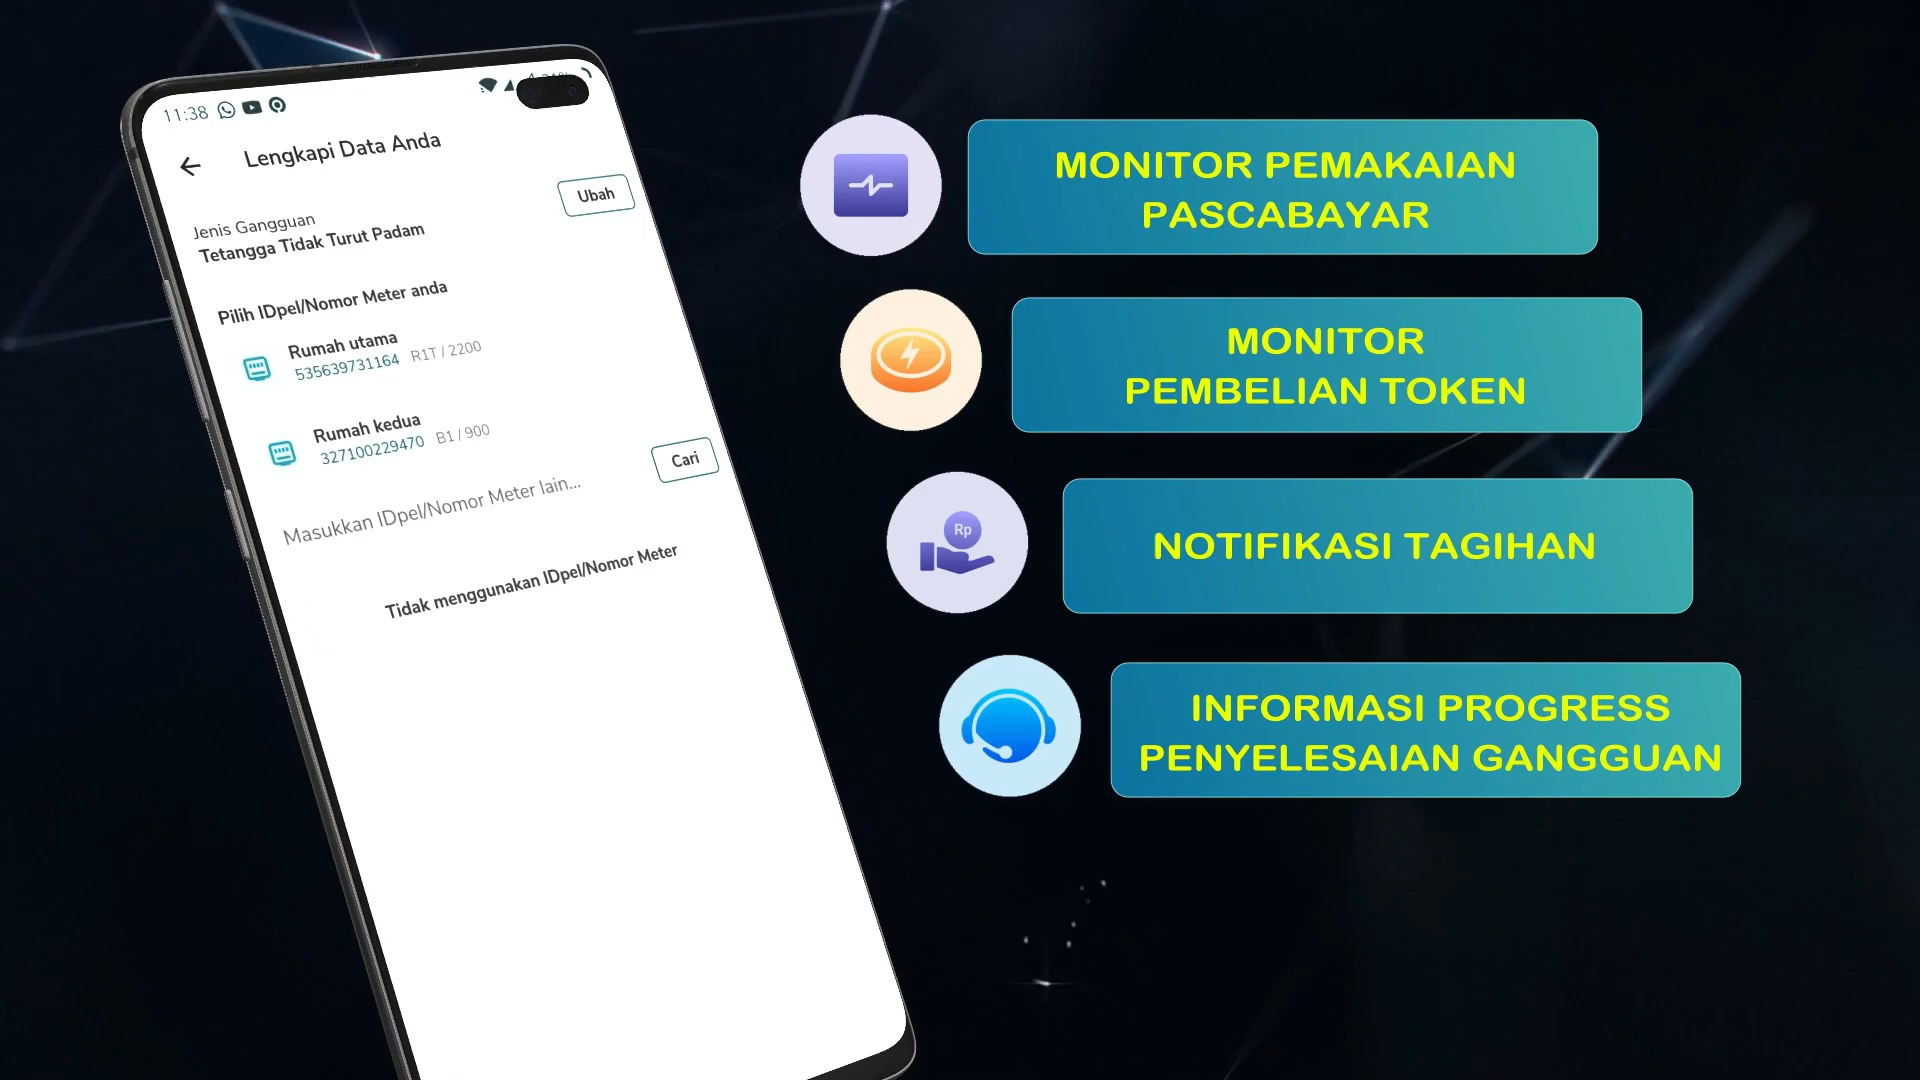 11:38
Lengkapi Data Anda
Jenis Gangguan
Tetangga Tidak Turut Padam
Ubah
Pilih IDpel/Nomor Meter anda
Rumah utama
535639731164 R1T / 2200
Rumah kedua
327100229470 B1 / 900
Masukkan IDpel/Nomor Meter lain...
Cari
Tidak menggunakan IDpel/Nomor Meter
MONITOR PEMAKAIAN
PASCABAYAR
MONITOR
PEMBELIAN TOKEN
Rp
NOTIFIKASI TAGIHAN
INFORMASI PROGRESS
PENYELESAIAN GANGGUAN